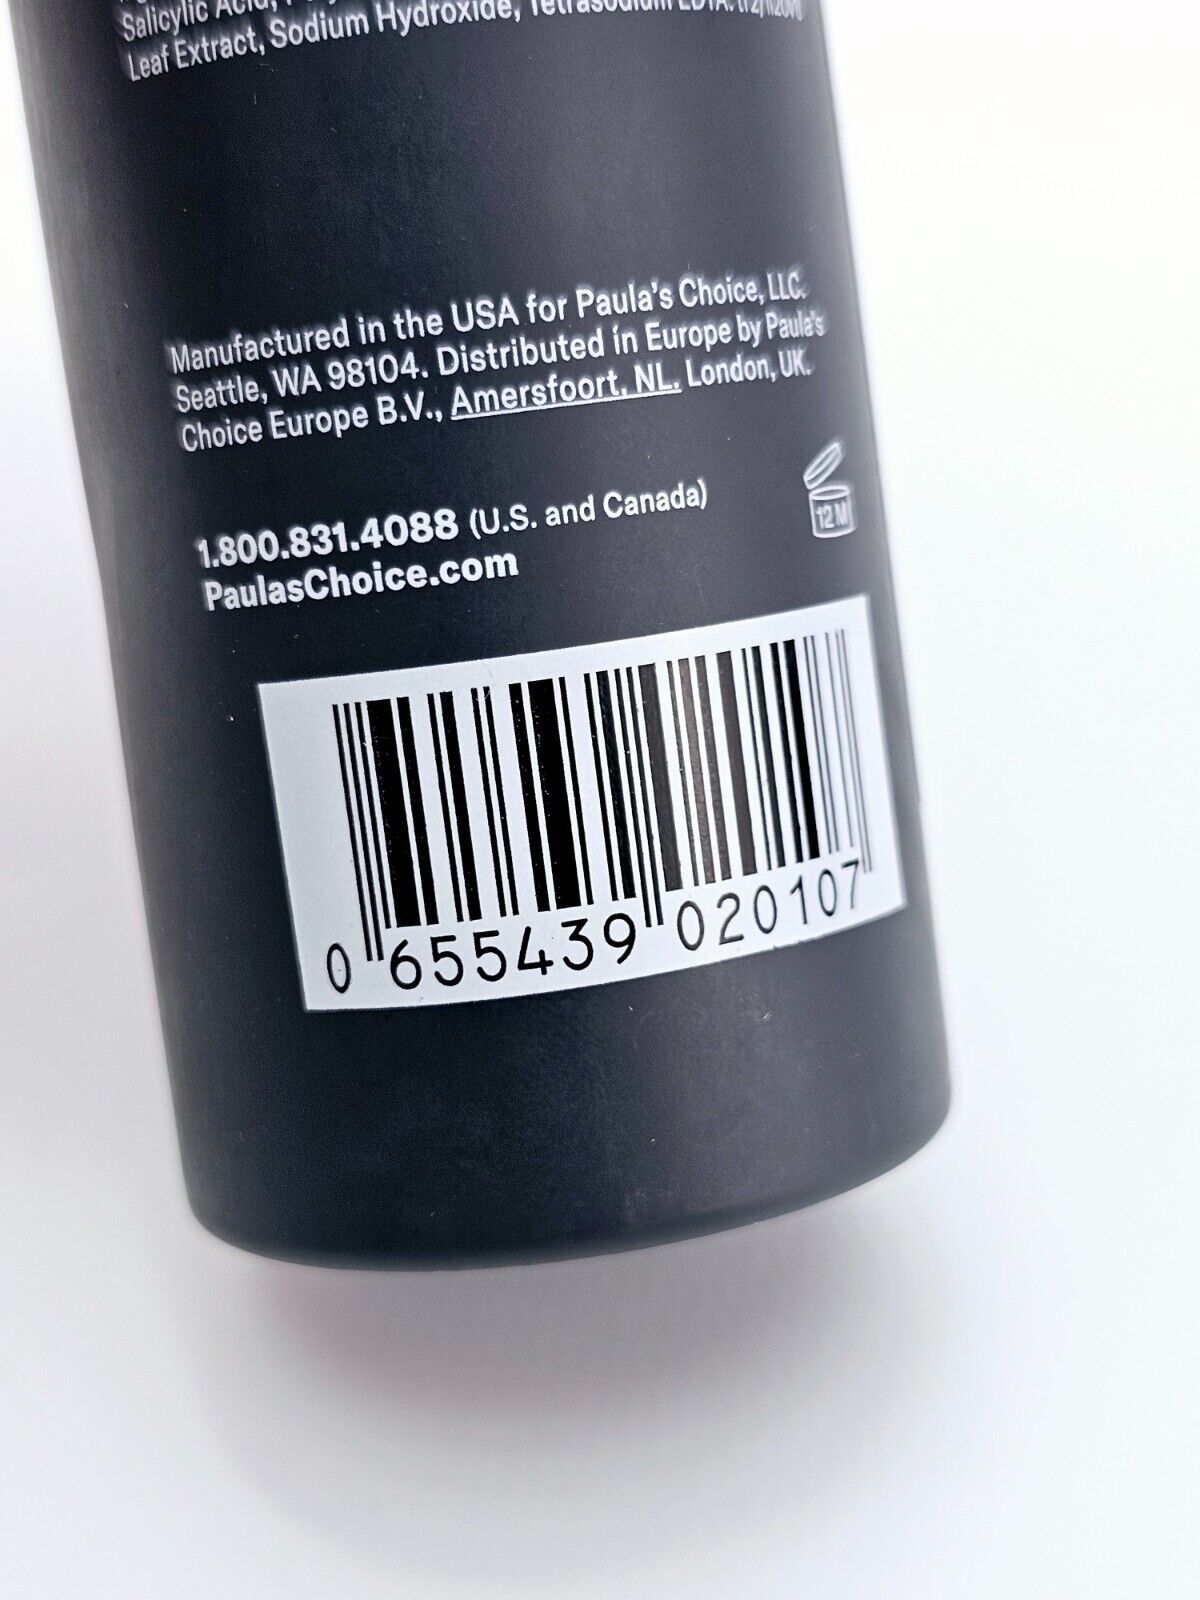 Salicylic Acid,
Leaf Extract, Sodium Hydroxide, Tetrasodium EDTA.
Manufactured in the USA for Paula's Choice, LLC.
Seattle, WA 98104. Distributed in Europe by Paula's
Choice Europe B.V., Amersfoort, NL. London, UK.
1.800.831.4088 (U.S. and Canada)
PaulasChoice.com
12 M
0 655439 020107